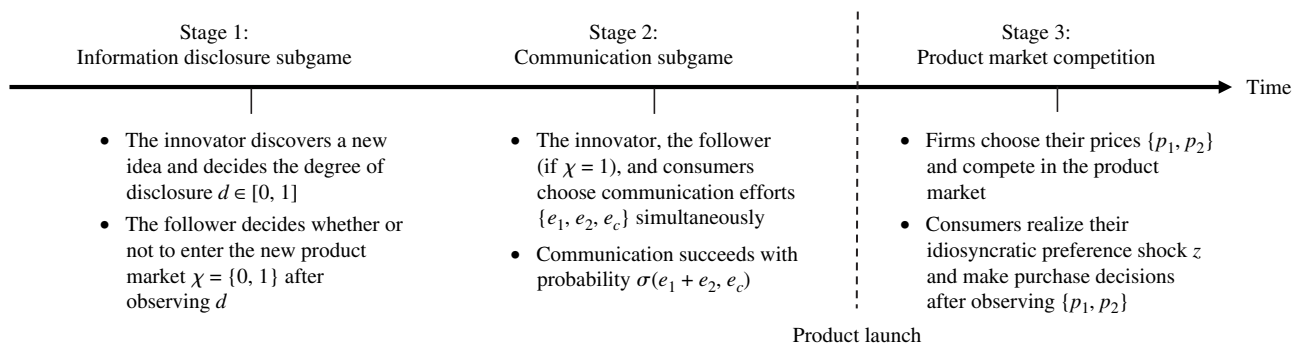 Stage 1:
Information disclosure subgame
Stage 2:
Communication subgame
Stage 3:
Product market competition
Time
• The innovator discovers a new
idea and decides the degree of
disclosure d ∈ [0, 1]
• The follower decides whether or
not to enter the new product
market χ = {0, 1} after
observing d
• The innovator, the follower
(if χ = 1), and consumers
choose communication efforts
{e₁, e₂, e_c} simultaneously
• Communication succeeds with
probability σ(e₁ + e₂, e_c)
• Firms choose their prices {p₁, p₂}
and compete in the product
market
• Consumers realize their
idiosyncratic preference shock z
and make purchase decisions
after observing {p₁, p₂}
Product launch